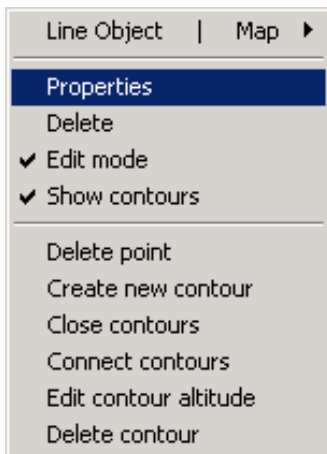 Line Object | Map
Properties
Delete
Edit mode
Show contours
Delete point
Create new contour
Close contours
Connect contours
Edit contour altitude
Delete contour